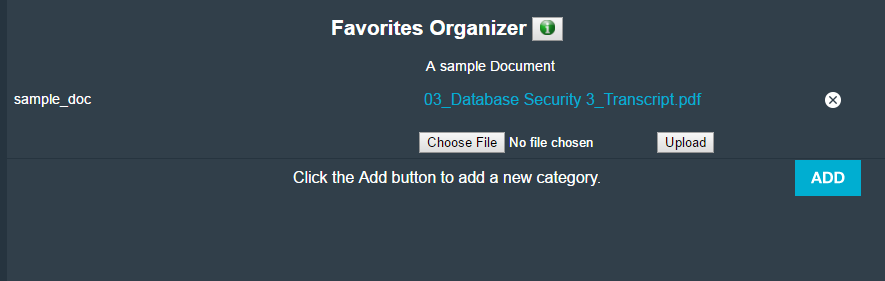 Favorites Organizer
A sample Document
sample_doc 03_Database Security 3_Transcript.pdf
Choose File No file chosen Upload
Click the Add button to add a new category. ADD